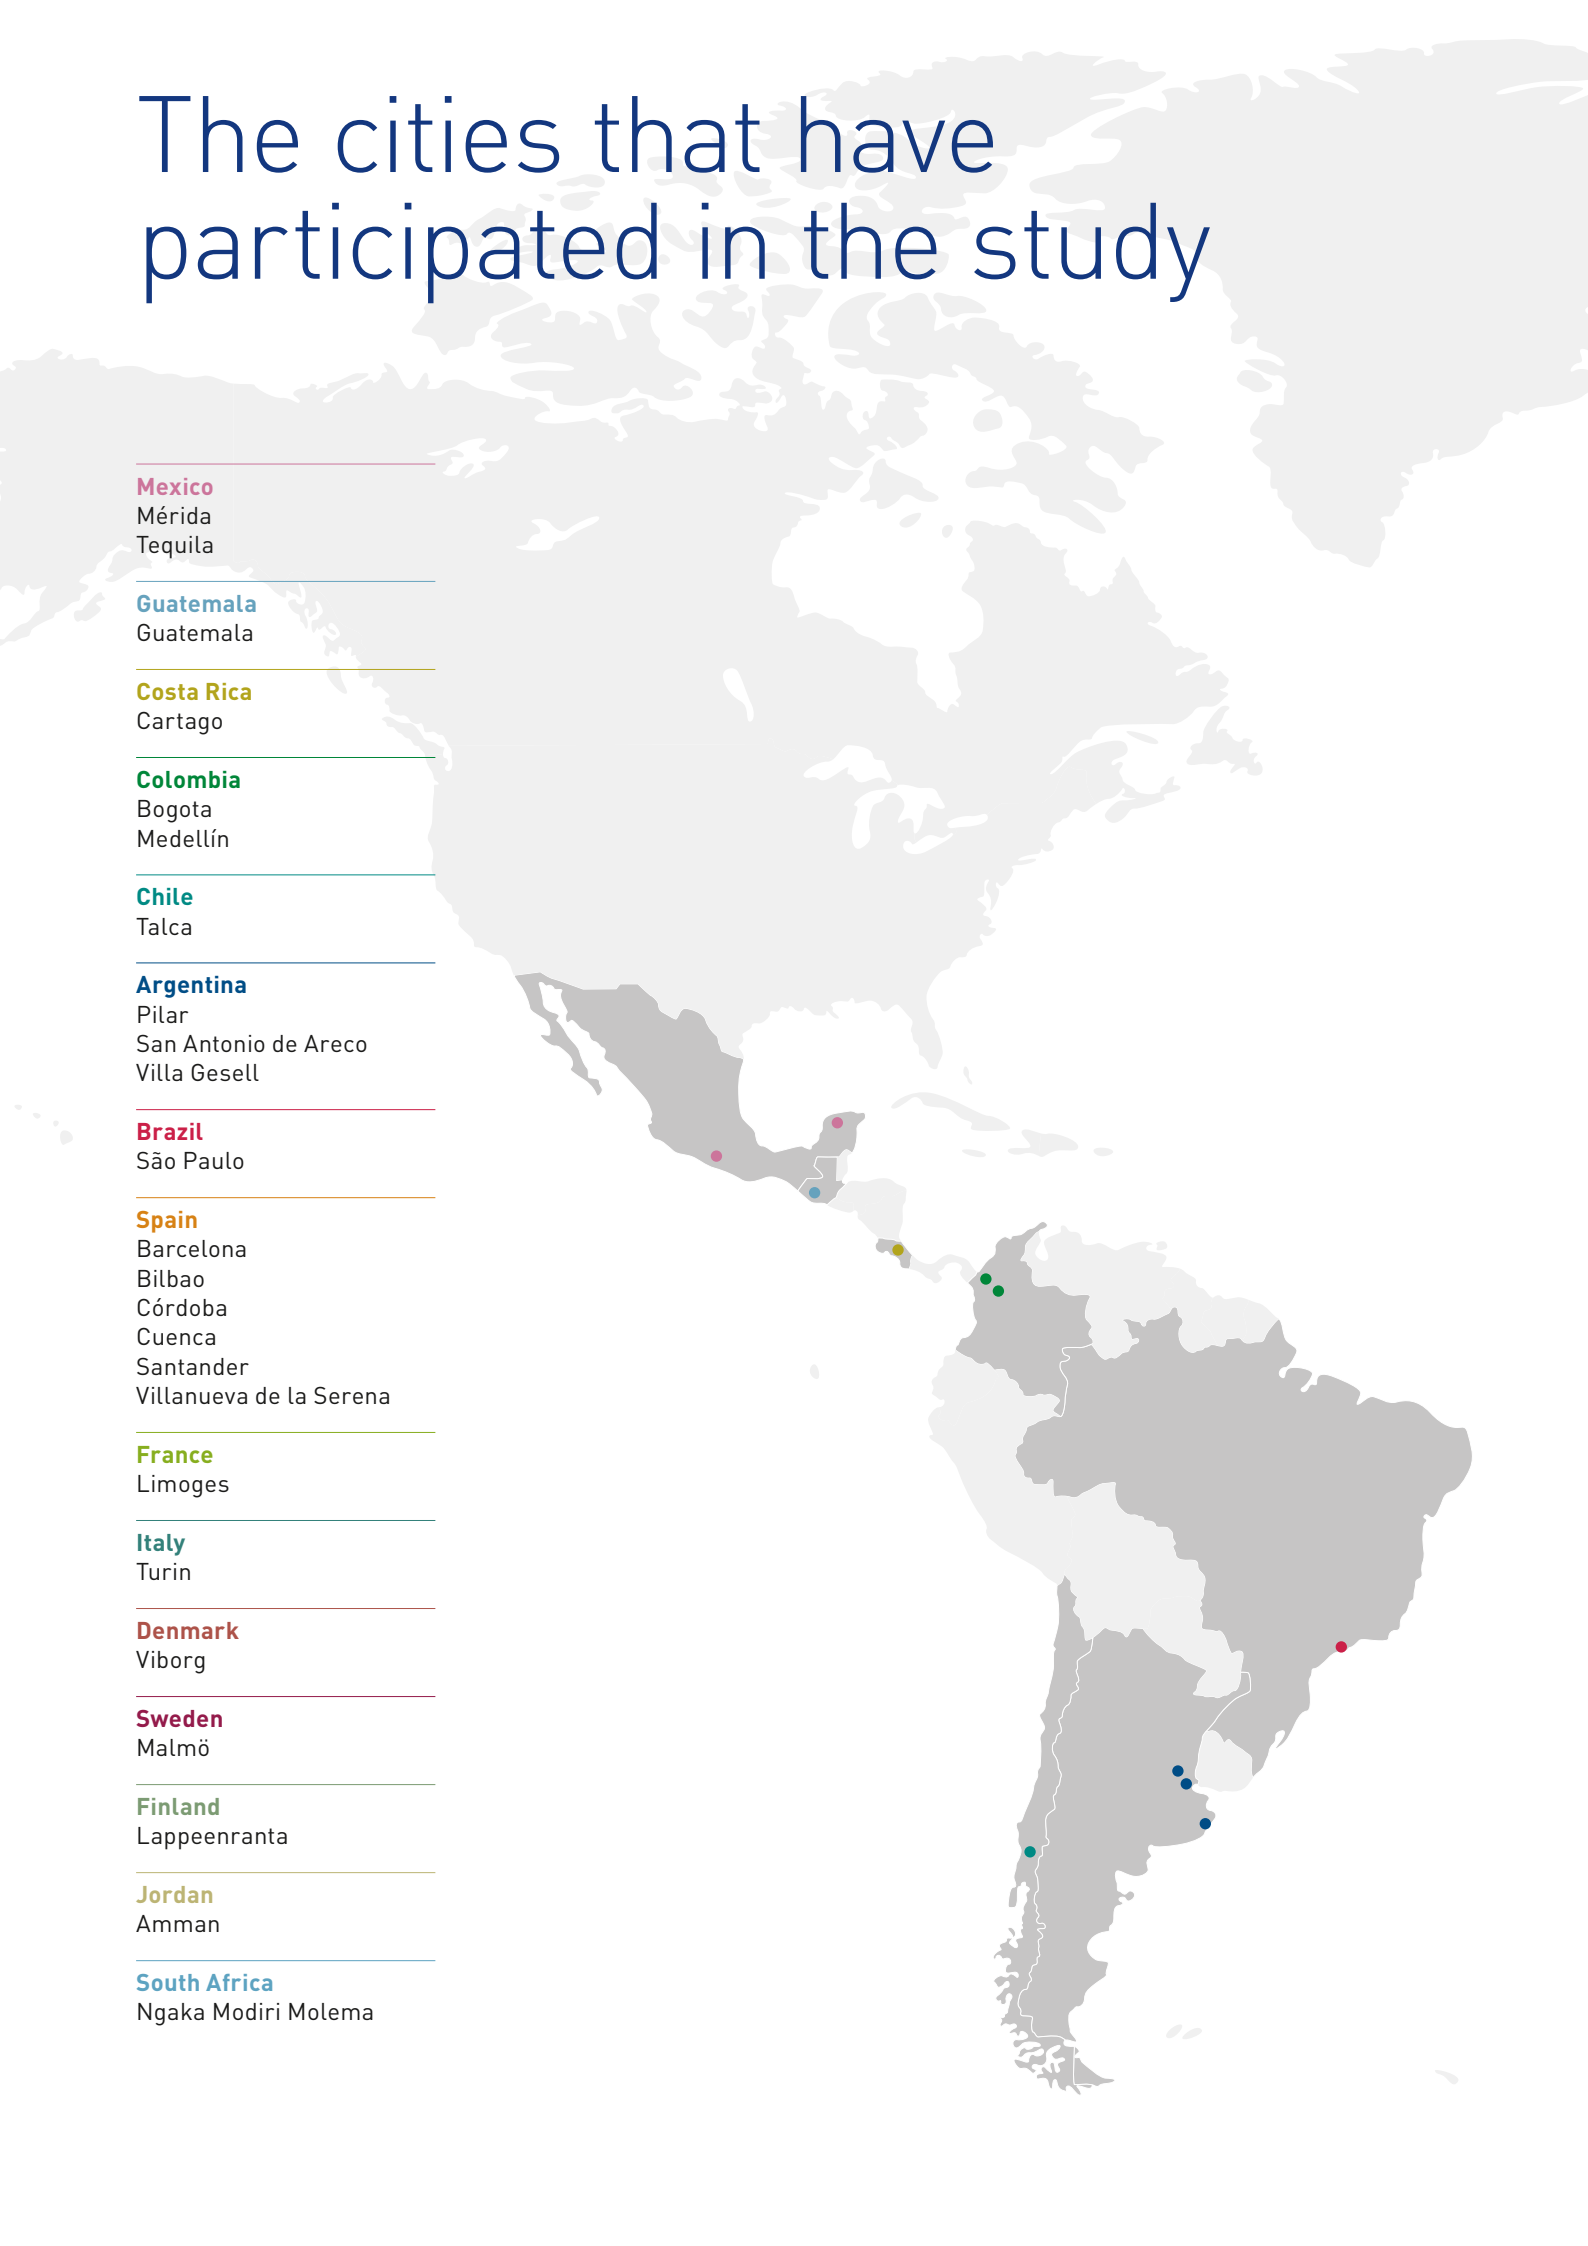 The cities that have
participated in the study
Mexico
Mérida
Tequila
Guatemala
Guatemala
Costa Rica
Cartago
Colombia
Bogota
Medellín
Chile
Talca
Argentina
Pilar
San Antonio de Areco
Villa Gesell
Brazil
São Paulo
Spain
Barcelona
Bilbao
Córdoba
Cuenca
Santander
Villanueva de la Serena
France
Limoges
Italy
Turin
Denmark
Viborg
Sweden
Malmö
Finland
Lappeenranta
Jordan
Amman
South Africa
Ngaka Modiri Molema